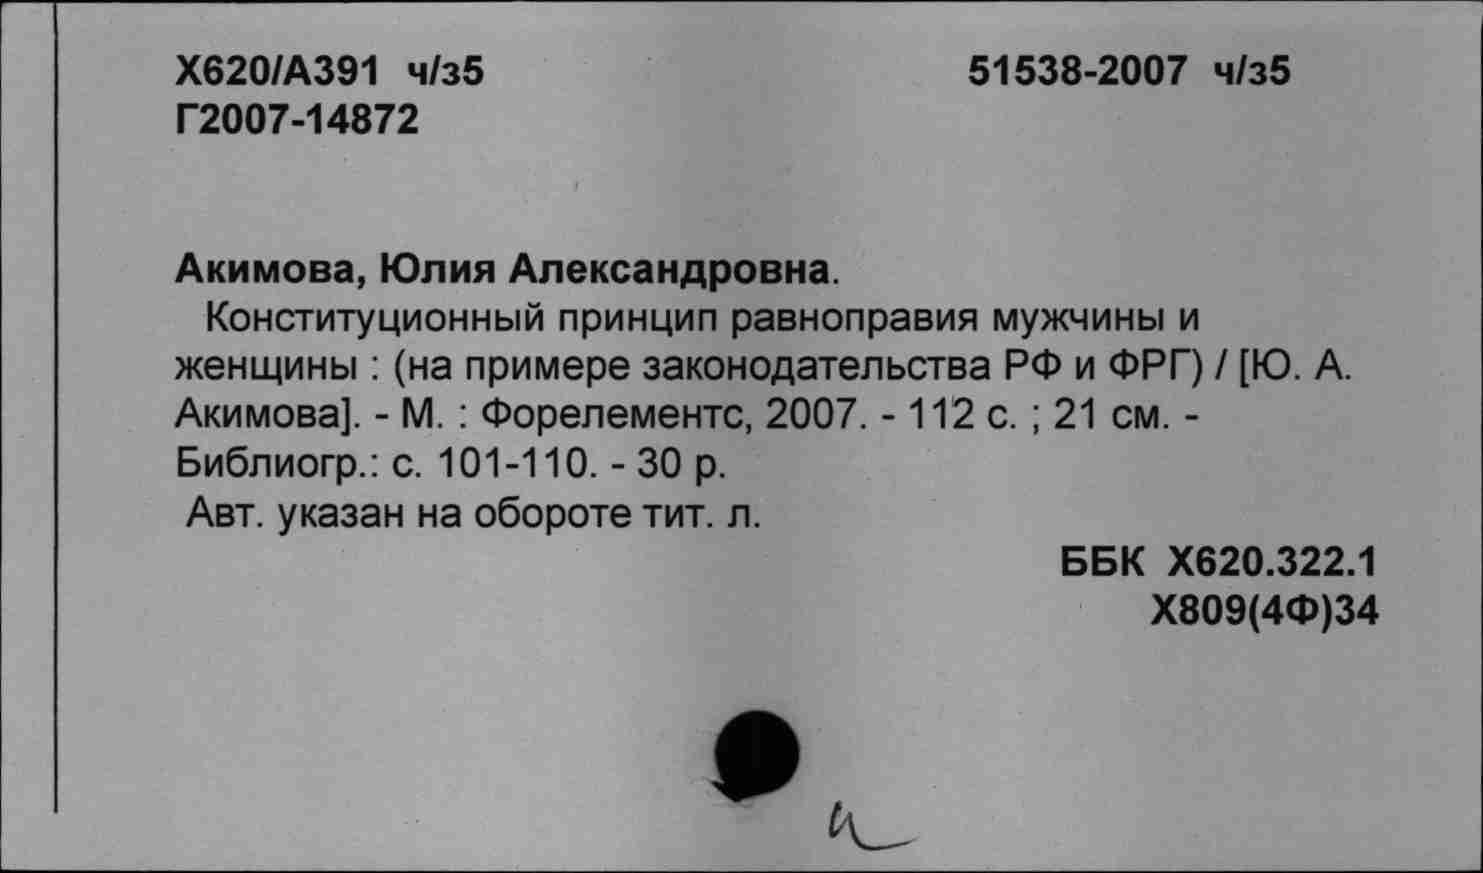 Х620/А391 ч/з5 51538-2007 ч/з5
Г2007-14872
Акимова, Юлия Александровна.
Конституционный принцип равноправия мужчины и
женщины : (на примере законодательства РФ и ФРГ) / [Ю. А.
Акимова]. - М. : Форелементс, 2007. - 112 с. ; 21 см. -
Библиогр.: с. 101-110. - 30 р.
Авт. указан на обороте тит. л.
ББК Х620.322.1
Х809(4Ф)34